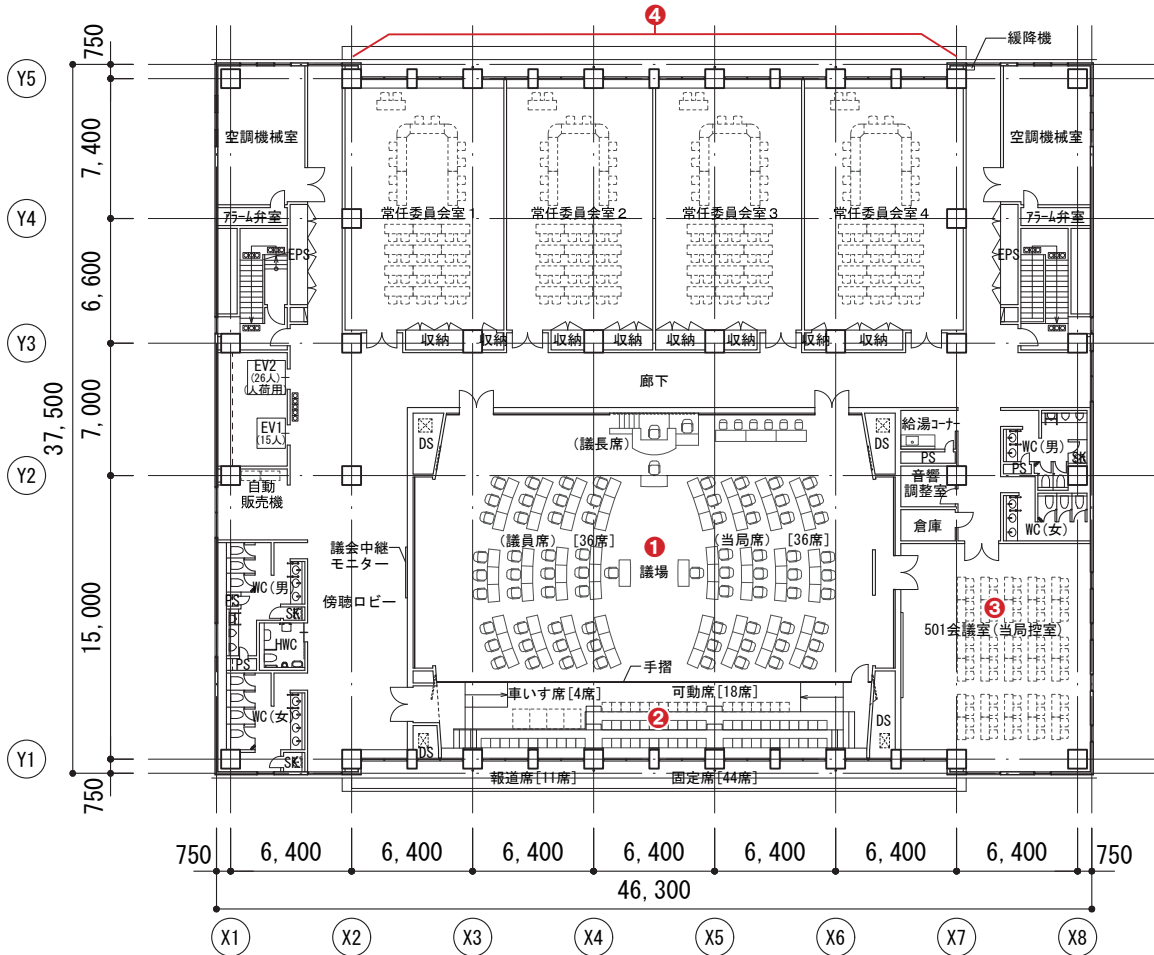 ❹
緩降機
750
Y5
7,400
Y4
6,600
Y3
37,500
7,000
Y2
15,000
Y1
750
空調機械室
空調機械室
常任委員会室1
常任委員会室2
常任委員会室3
常任委員会室4
アラーム弁室
アラーム弁室
EPS
EPS
収納
収納
収納
収納
収納
収納
収納
収納
廊下
EV2
(26人)
(人荷用)
EV1
(15人)
DS
(議長席)
DS
給湯コーナー
PS
WC(男)
PS
SK
自動
販売機
音響
調整室
倉庫
WC(女)
(議員席) [36席]
(当局席) [36席]
❶
議場
議会中継
モニター
傍聴ロビー
WC(男)
PS
SK
HWC
PS
WC(女)
SK
❸
501会議室(当局控室)
手摺
車いす席[4席]
可動席[18席]
❷
DS
DS
報道席[11席]
固定席[44席]
750
6,400
6,400
6,400
6,400
6,400
6,400
6,400
750
46,300
X1
X2
X3
X4
X5
X6
X7
X8